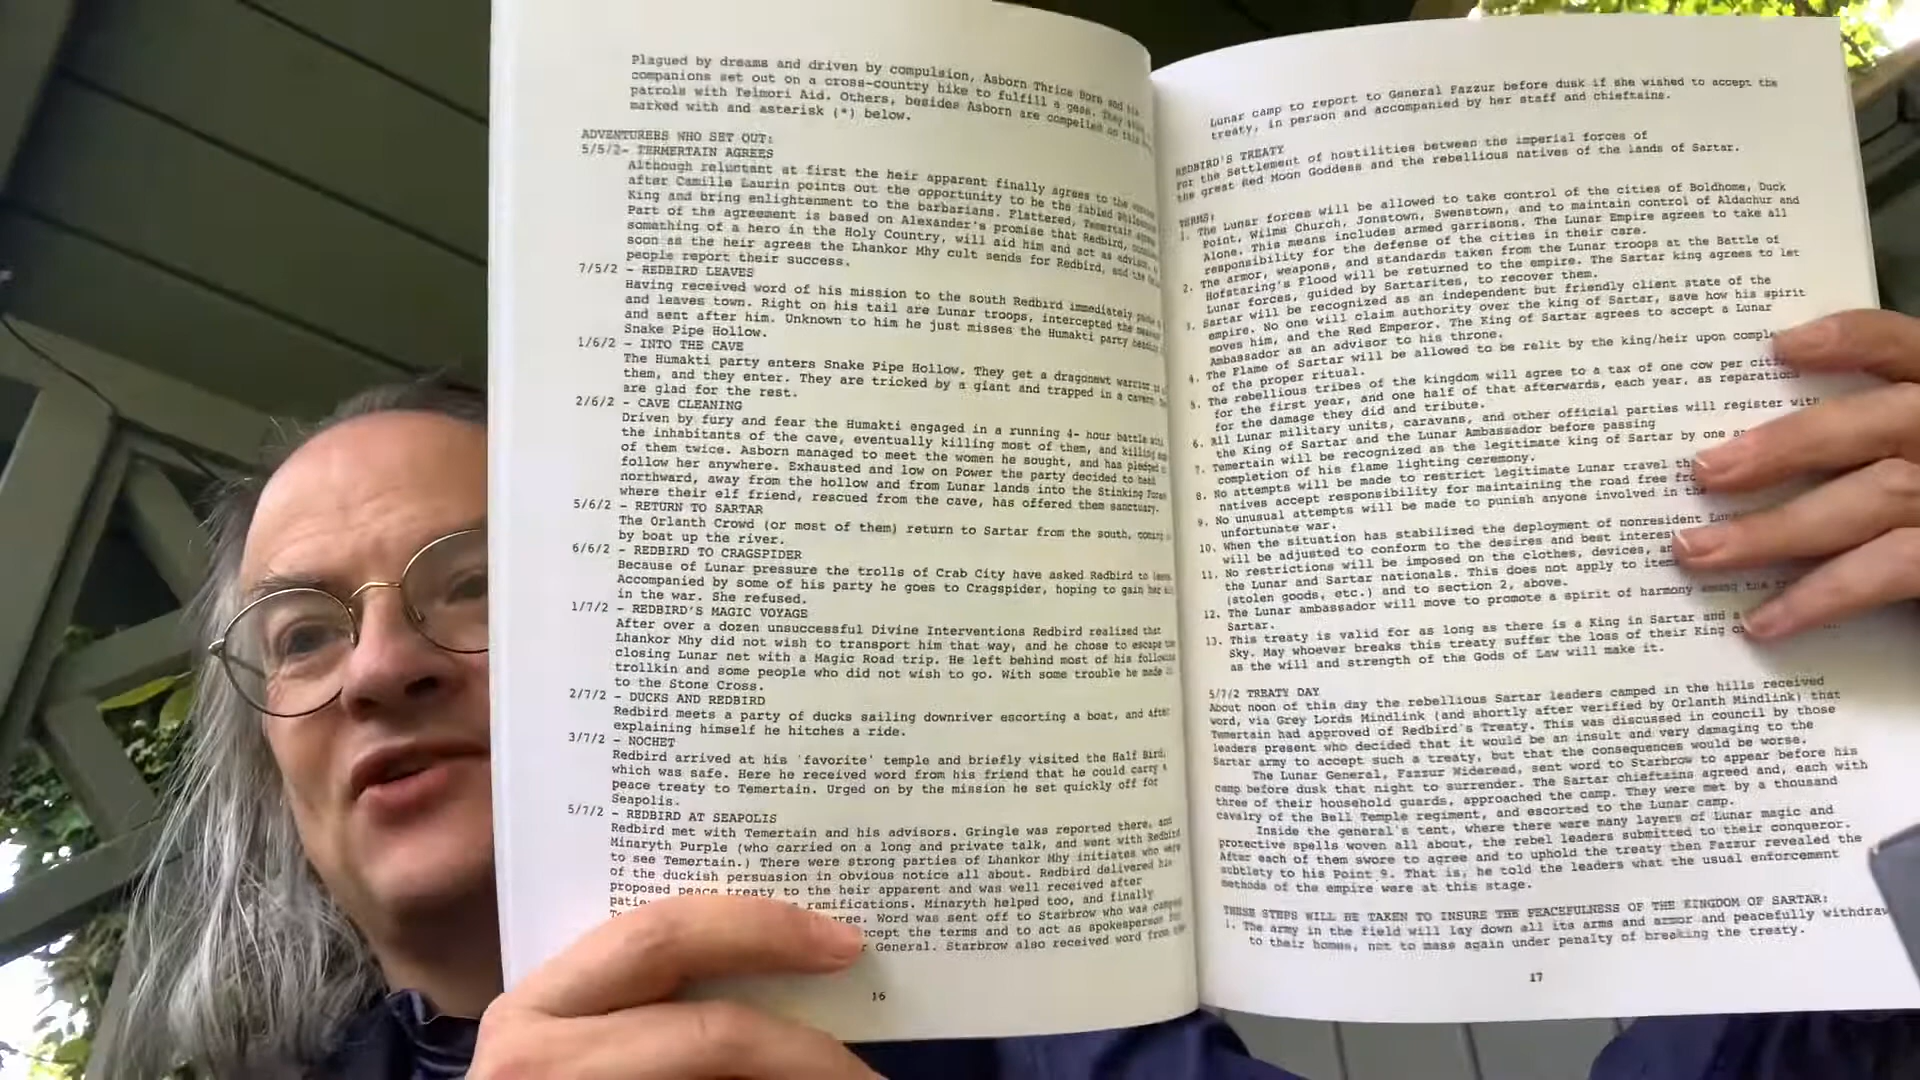 Plagued by dreams and driven by compulsion, Asborn Thrice Born and his
companions set out on a cross-country hike to fulfill a geas. They
patrols with Telmori Aid. Others, besides Asborn are compelled on this
marked with and asterisk (*) below.
ADVENTURERS WHO SET OUT:
5/5/2- TERMERTAIN AGREES
Although reluctant at first the heir apparent finally agrees to the
after Camille Laurin points out the opportunity to be the fabled
King and bring enlightenment to the barbarians. Flattered, Temertain
Part of the agreement is based on Alexander's promise that Redbird,
something of a hero in the Holy Country, will aid him and act as
soon as the heir agrees the Lhankor Mhy cult sends for Redbird, and the
people report their success.
7/5/2 - REDBIRD LEAVES
Having received word of his mission to the south Redbird immediately
and leaves town. Right on his tail are Lunar troops, intercepted the
and sent after him. Unknown to him he just misses the Humakti party
Snake Pipe Hollow.
1/6/2 - INTO THE CAVE
The Humakti party enters Snake Pipe Hollow. They get a dragonewt warrior
them, and they enter. They are tricked by a giant and trapped in a cavern.
are glad for the rest.
2/6/2 - CAVE CLEANING
Driven by fury and fear the Humakti engaged in a running 4- hour battle
the inhabitants of the cave, eventually killing most of them, and killing
of them twice. Asborn managed to meet the women he sought, and has pledged
follow her anywhere. Exhausted and low on Power the party decided to
northward, away from the hollow and from Lunar lands into the Stinking
where their elf friend, rescued from the cave, has offered them sanctuary.
5/6/2 - RETURN TO SARTAR
The Orlanth Crowd (or most of them) return to Sartar from the south,
by boat up the river.
6/6/2 - REDBIRD TO CRAGSPIDER
Because of Lunar pressure the trolls of Crab City have asked Redbird to
Accompanied by some of his party he goes to Cragspider, hoping to gain her
in the war. She refused.
1/7/2 - REDBIRD'S MAGIC VOYAGE
After over a dozen unsuccessful Divine Interventions Redbird realized that
Lhankor Mhy did not wish to transport him that way, and he chose to escape
closing Lunar net with a Magic Road trip. He left behind most of his
trollkin and some people who did not wish to go. With some trouble he made
to the Stone Cross.
2/7/2 - DUCKS AND REDBIRD
Redbird meets a party of ducks sailing downriver escorting a boat, and After
explaining himself he hitches a ride.
3/7/2 - NOCHET
Redbird arrived at his 'favorite' temple and briefly visited the Half Bird,
which was safe. Here he received word from his friend that he could carry a
peace treaty to Temertain. Urged on by the mission he set quickly off for
Seapolis.
5/7/2 - REDBIRD AT SEAPOLIS
Redbird met with Temertain and his advisors. Gringle was reported there, and
Minaryth Purple (who carried on a long and private talk, and went with Redbird
to see Temertain.) There were strong parties of Lhankor Mhy initiates who were
of the duckish persuasion in obvious notice all about. Redbird delivered his
proposed peace treaty to the heir apparent and was well received after
ramifications. Minaryth helped too, and finally
Word was sent off to Starbrow who was
the terms and to act as spokesperson
General. Starbrow also received word from
16
Lunar camp to report to General Fazzur before dusk if she wished to accept the
treaty, in person and accompanied by her staff and chieftains.
REDBIRD'S TREATY
For the Settlement of hostilities between the imperial forces of
the great Red Moon Goddess and the rebellious natives of the lands of Sartar.
TERMS:
1. The Lunar forces will be allowed to take control of the cities of Boldhome, Duck
Point, Wilms Church, Jonstown, Swenstown, and to maintain control of Aldachur and
Alone. This means includes armed garrisons. The Lunar Empire agrees to take all
responsibility for the defense of the cities in their care.
2. The armor, weapons, and standards taken from the Lunar troops at the Battle of
Hofstaring's Flood will be returned to the empire. The Sartar king agrees to let
Lunar forces, guided by Sartarites, to recover them.
3. Sartar will be recognized as an independent but friendly client state of the
empire. No one will claim authority over the king of Sartar, save how his spirit
moves him, and the Red Emperor. The King of Sartar agrees to accept a Lunar
Ambassador as an advisor to his throne.
4. The Flame of Sartar will be allowed to be relit by the king/heir upon
of the proper ritual.
5. The rebellious tribes of the kingdom will agree to a tax of one cow per
for the first year, and one half of that afterwards, each year, as reparations
for the damage they did and tribute.
6. All Lunar military units, caravans, and other official parties will register with
the King of Sartar and the Lunar Ambassador before passing
7. Temertain will be recognized as the legitimate king of Sartar by one
completion of his flame lighting ceremony.
8. No attempts will be made to restrict legitimate Lunar travel
natives accept responsibility for maintaining the road free
9. No unusual attempts will be made to punish anyone involved in the
unfortunate war.
10. When the situation has stabilized the deployment of nonresident
will be adjusted to conform to the desires and best
11. No restrictions will be imposed on the clothes, devices,
the Lunar and Sartar nationals. This does not apply to
(stolen goods, etc.) and to section 2, above.
12. The Lunar ambassador will move to promote a spirit of harmony among the
Sartar.
13. This treaty is valid for as long as there is a King in Sartar and a
Sky. May whoever breaks this treaty suffer the loss of their King
as the will and strength of the Gods of Law will make it.
5/7/2 TREATY DAY
About noon of this day the rebellious Sartar leaders camped in the hills received
word, via Grey Lords Mindlink (and shortly after verified by Orlanth Mindlink) that
Temertain had approved of Redbird's Treaty. This was discussed in council by those
leaders present who decided that it would be an insult and very damaging to the
Sartar army to accept such a treaty, but that the consequences would be worse.
The Lunar General, Fazzur Wideread, sent word to Starbrow to appear before his
camp before dusk that night to surrender. The Sartar chieftains agreed and, each with
three of their household guards, approached the camp. They were met by a thousand
cavalry of the Bell Temple regiment, and escorted to the Lunar camp.
Inside the general's tent, where there were many layers of Lunar magic and
protective spells woven all about, the rebel leaders submitted to their conqueror.
After each of them swore to agree and to uphold the treaty then Fazzur revealed the
subtlety to his Point 9. That is, he told the leaders what the usual enforcement
methods of the empire were at this stage.
THESE STEPS WILL BE TAKEN TO INSURE THE PEACEFULNESS OF THE KINGDOM OF SARTAR:
1. The army in the field will lay down all its arms and armor and peacefully withdraw
to their homes, not to mass again under penalty of breaking the treaty.
17